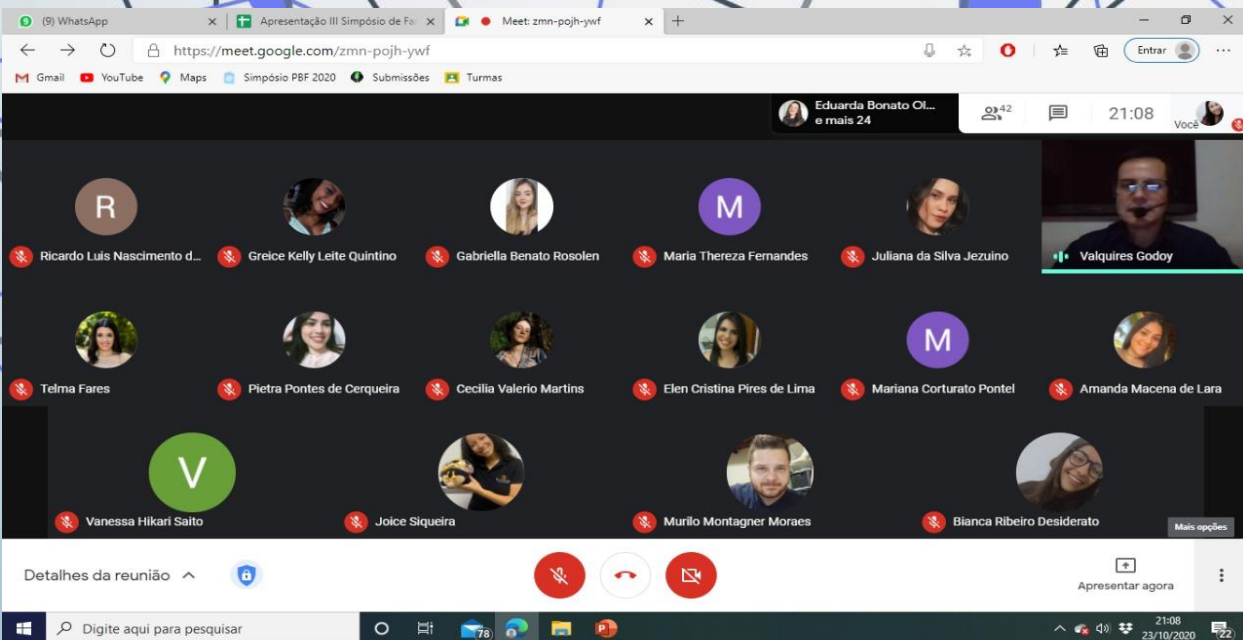 (9) WhatsApp
Apresentação III Simpósio de Fa
Meet: zmn-pojh-ywf
https://meet.google.com/zmn-pojh-ywf
Entrar
Gmail
YouTube
Maps
Simpósio PBF 2020
Submissões
Turmas
Eduarda Bonato Ol...
e mais 24
42
21:08
Você
R
M
Ricardo Luis Nascimento d...
Greice Kelly Leite Quintino
Gabriella Benato Rosolen
Maria Thereza Fernandes
Juliana da Silva Jezuino
Valquires Godoy
M
Telma Fares
Pietra Pontes de Cerqueira
Cecilia Valerio Martins
Elen Cristina Pires de Lima
Mariana Corturato Pontel
Amanda Macena de Lara
V
Vanessa Hikari Saito
Joice Siqueira
Murilo Montagner Moraes
Bianca Ribeiro Desiderato
Mais opções
Detalhes da reunião
Apresentar agora
Digite aqui para pesquisar
78
21:08
23/10/2020
22